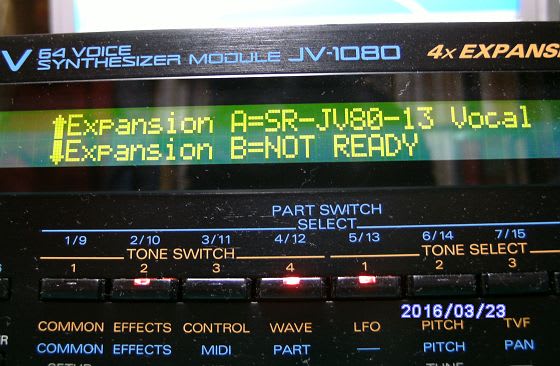 V 64 VOICE SYNTHESIZER MODULE JV-1080 4x EXPANS
Expansion A=SR-JV80-13 Vocal
Expansion B=NOT READY
PART SWITCH
SELECT
1/9 2/10 3/11 4/12 5/13 6/14 7/15
TONE SWITCH TONE SELECT
1 2 3 4 1 2 3
2016/03/23
COMMON EFFECTS CONTROL WAVE LFO PITCH TVF
COMMON EFFECTS MIDI PART — PITCH PAN